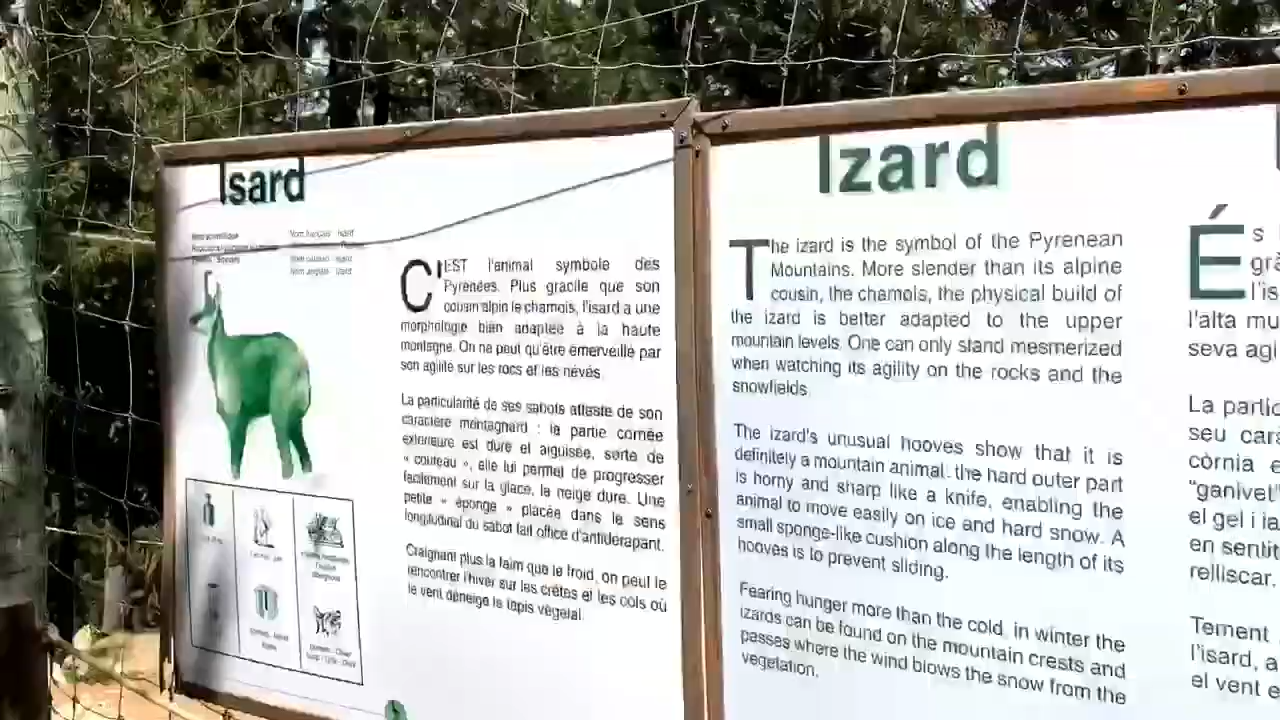 Isard
Nom français : Isard
Nom catalan : Isard
Nom anglais : Izard
C'EST l'animal symbole des
Pyrénées. Plus gracile que son
cousin alpin le chamois, l'isard a une
morphologie bien adaptée à la haute
montagne. On ne peut qu'être émerveillé par
son agilité sur les rocs et les névés.
La particularité de ses sabots atteste de son
caractère montagnard : la partie cornée
extérieure est dure et aiguisée, sorte de
« couteau », elle lui permet de progresser
facilement sur la glace, la neige dure. Une
petite « éponge » placée dans le sens
longitudinal du sabot fait office d'antidérapant.
Craignant plus la faim que le froid, on peut le
rencontrer l'hiver sur les crêtes et les cols où
le vent déneige le tapis végétal.
Izard
The izard is the symbol of the Pyrenean
Mountains. More slender than its alpine
cousin, the chamois, the physical build of
the izard is better adapted to the upper
mountain levels. One can only stand mesmerized
when watching its agility on the rocks and the
snowfields.
The izard's unusual hooves show that it is
definitely a mountain animal: the hard outer part
is horny and sharp like a knife, enabling the
animal to move easily on ice and hard snow. A
small sponge-like cushion along the length of its
hooves is to prevent sliding.
Fearing hunger more than the cold, in winter the
izards can be found on the mountain crests and
passes where the wind blows the snow from the
vegetation.
És
grà
l'is
l'alta mu
seva agi
La partic
seu cara
còrnia e
"ganivet"
el gel i la
en sentit
relliscar.
Tement
l'isard, a
el vent e